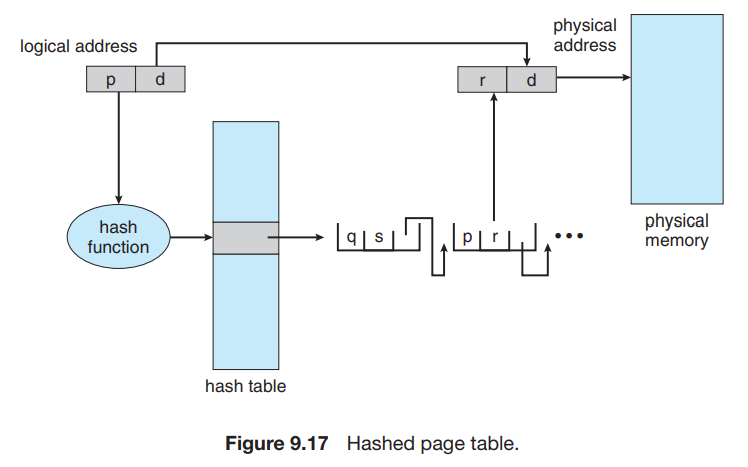 logical address
physical
address
p d
r d
hash
function
q s
p r
•••
physical
memory
hash table
Figure 9.17 Hashed page table.